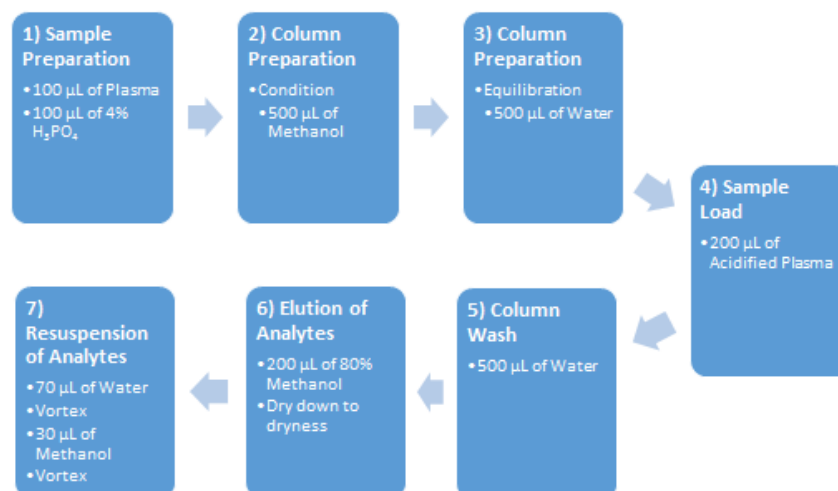 1) Sample
Preparation
•100 µL of Plasma
•100 µL of 4%
H₃PO₄
2) Column
Preparation
•Condition
•500 µL of
Methanol
3) Column
Preparation
•Equilibration
•500 µL of Water
4) Sample
Load
•200 µL of
Acidified Plasma
5) Column
Wash
•500 µL of Water
6) Elution of
Analytes
•200 µL of 80%
Methanol
•Dry down to
dryness
7)
Resuspension
of Analytes
•70 µL of Water
•Vortex
•30 µL of
Methanol
•Vortex